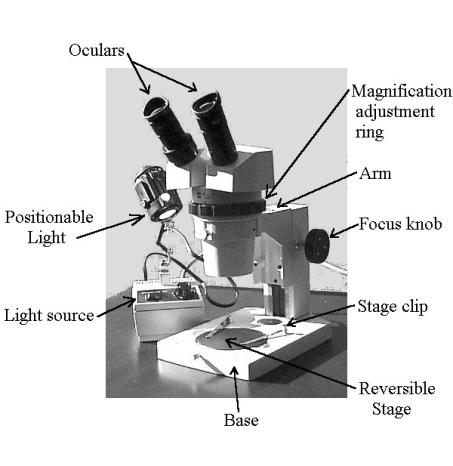 Oculars
Magnification
adjustment
ring
Arm
Positionable
Light
Focus knob
Light source
Stage clip
Reversible
Stage
Base